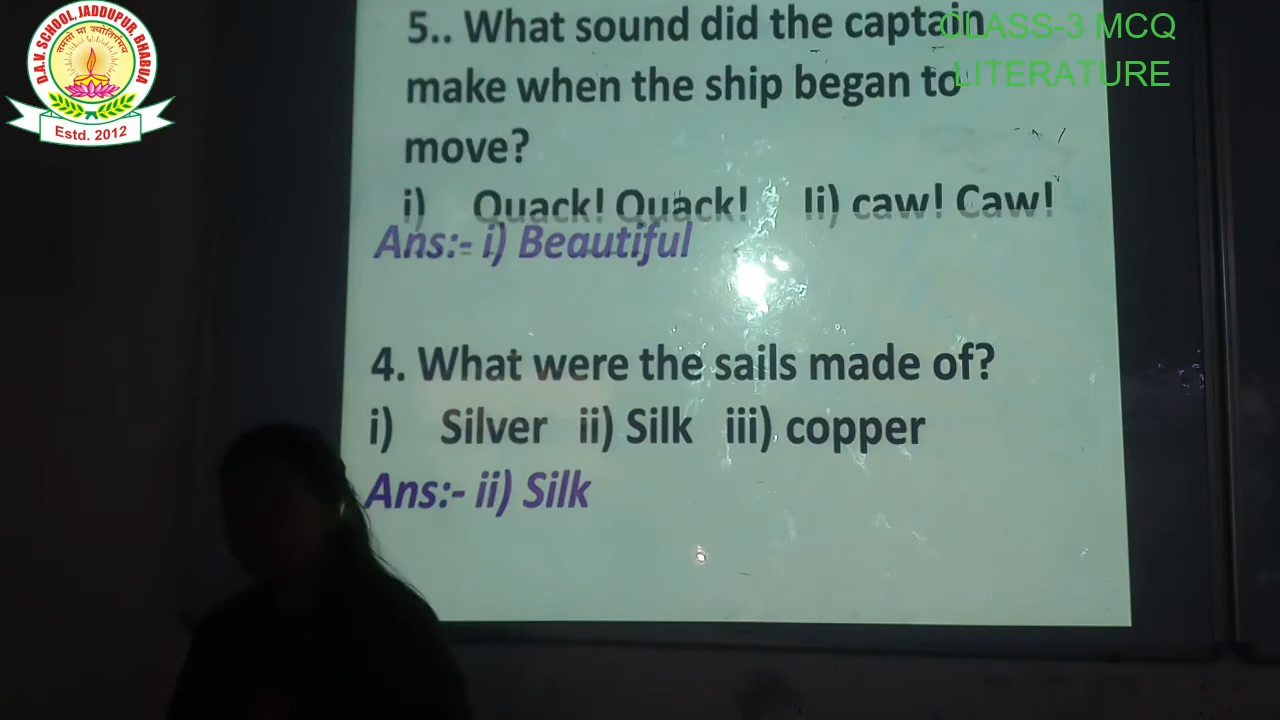 D.A.V. SCHOOL, JADDUPUR, BHABUA
तमसो मा ज्योतिर्गमय
Estd. 2012
CLASS-3 MCQ
LITERATURE
5.. What sound did the captain
make when the ship began to
move?
i) Quack! Quack! Ii) caw! Caw!
Ans:- i) Beautiful
4. What were the sails made of?
i) Silver ii) Silk iii) copper
Ans:- ii) Silk